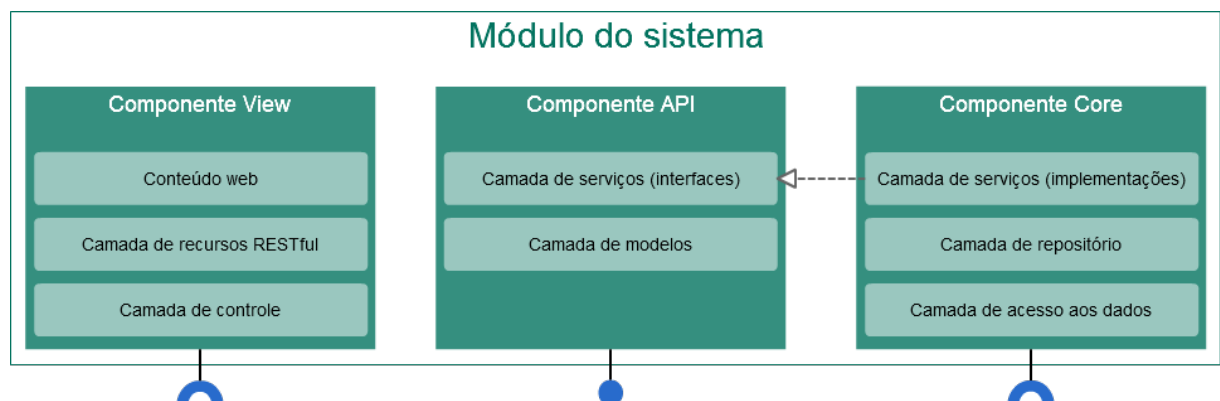 Módulo do sistema
Componente View
Conteúdo web
Camada de recursos RESTful
Camada de controle
Componente API
Camada de serviços (interfaces)
Camada de modelos
Componente Core
Camada de serviços (implementações)
Camada de repositório
Camada de acesso aos dados